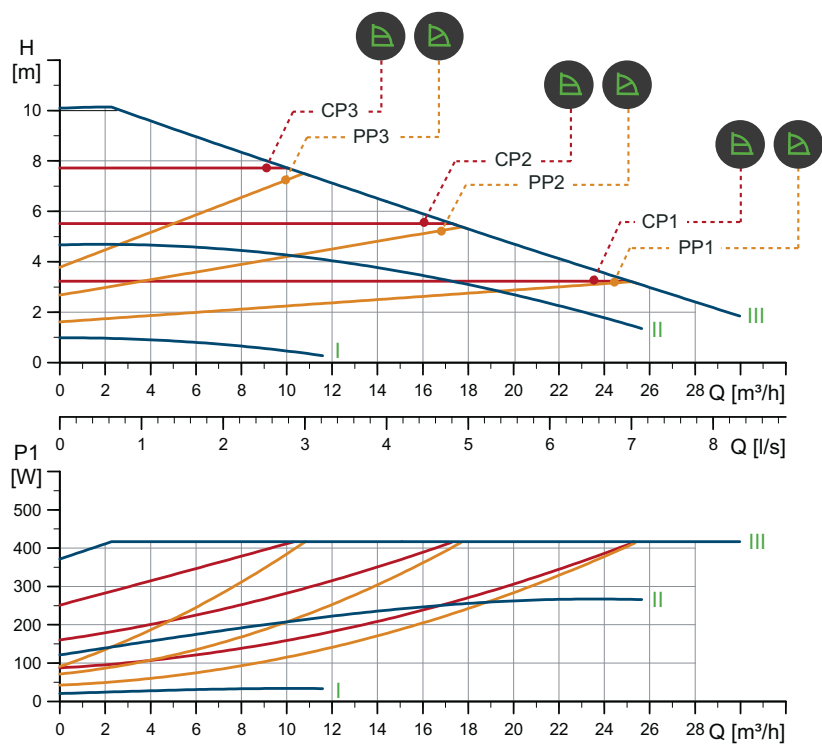 H
[m]
10
8
6
4
2
0
CP3
PP3
CP2
PP2
CP1
PP1
I
II
III
0 2 4 6 8 10 12 14 16 18 20 22 24 26 28 Q [m³/h]
0 1 2 3 4 5 6 7 8 Q [l/s]
P1
[W]
500
400
300
200
100
0
III
II
I
0 2 4 6 8 10 12 14 16 18 20 22 24 26 28 Q [m³/h]